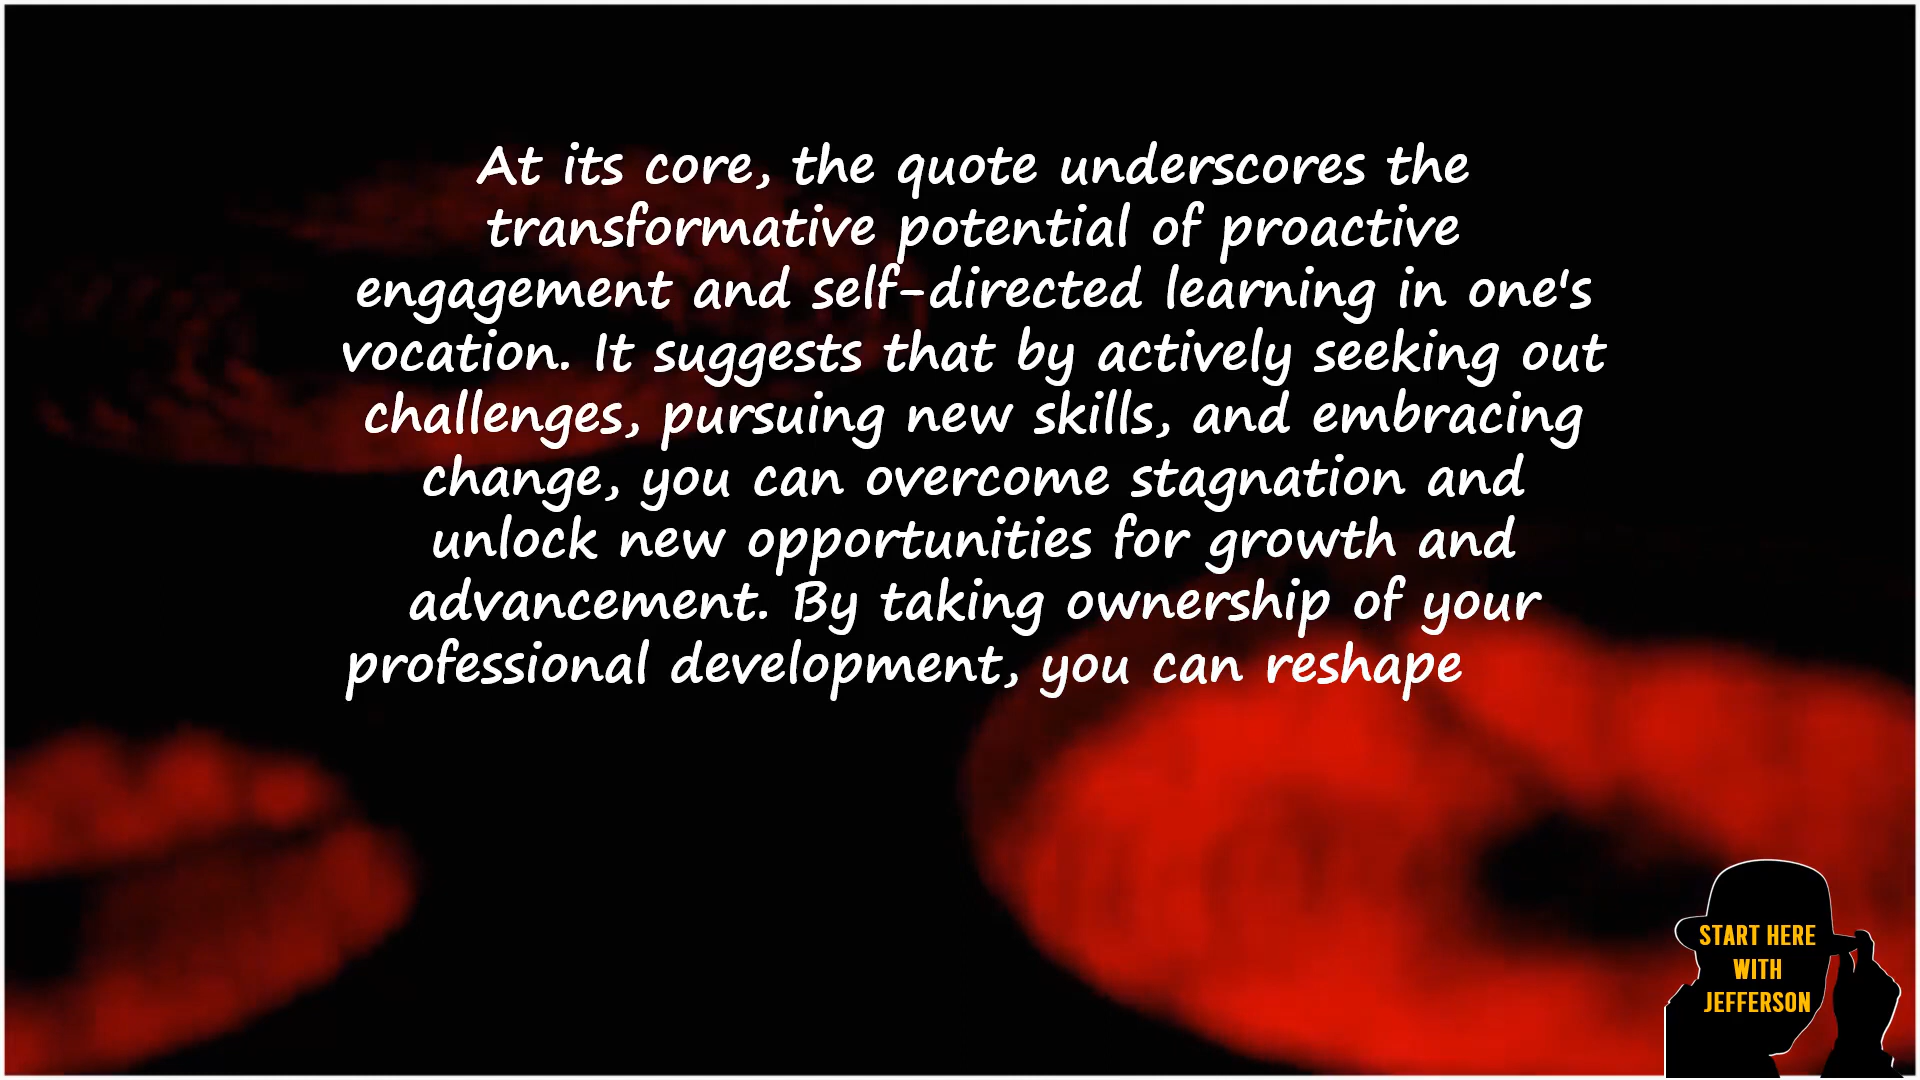 At its core, the quote underscores the
transformative potential of proactive
engagement and self-directed learning in one's
vocation. It suggests that by actively seeking out
challenges, pursuing new skills, and embracing
change, you can overcome stagnation and
unlock new opportunities for growth and
advancement. By taking ownership of your
professional development, you can reshape
START HERE
WITH
JEFFERSON